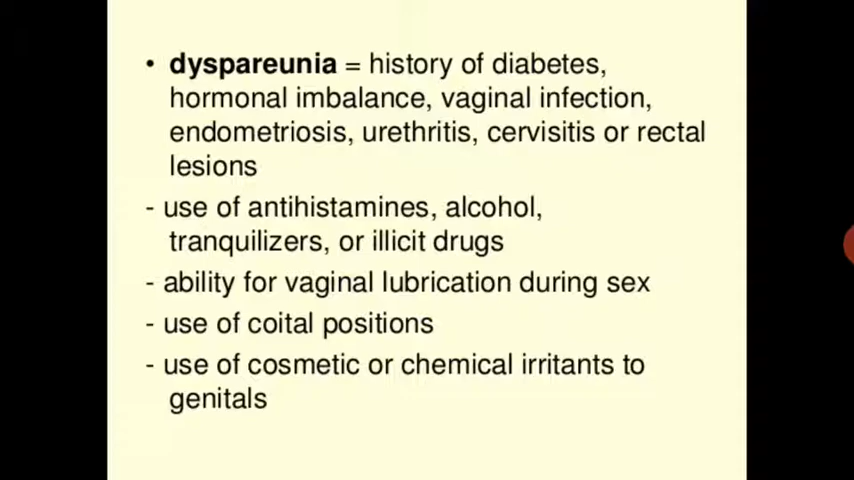 • dyspareunia = history of diabetes,
hormonal imbalance, vaginal infection,
endometriosis, urethritis, cervisitis or rectal
lesions
- use of antihistamines, alcohol,
tranquilizers, or illicit drugs
- ability for vaginal lubrication during sex
- use of coital positions
- use of cosmetic or chemical irritants to
genitals